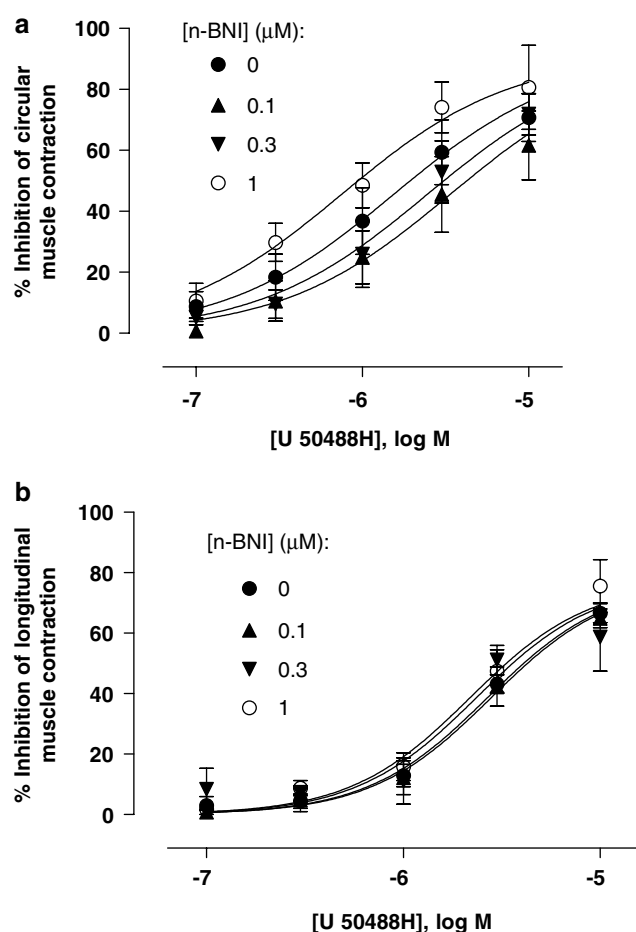 a
[n-BNI] (μM):
0
0.1
0.3
1
% Inhibition of circular
muscle contraction
100
80
60
40
20
0
-7
-6
-5
[U 50488H], log M
b
[n-BNI] (μM):
0
0.1
0.3
1
% Inhibition of longitudinal
muscle contraction
100
80
60
40
20
0
-7
-6
-5
[U 50488H], log M